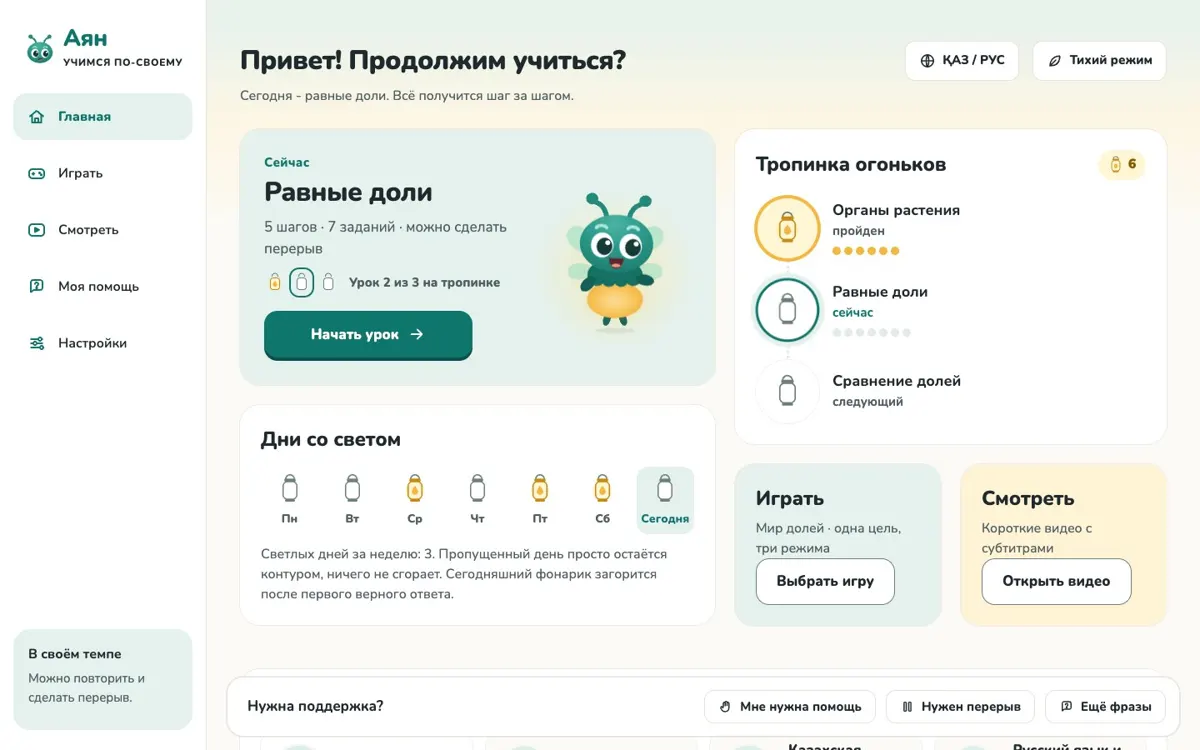 Аян
УЧИМСЯ ПО-СВОЕМУ
Главная
Играть
Смотреть
Моя помощь
Настройки
В своём темпе
Можно повторить и
сделать перерыв.
Привет! Продолжим учиться?
Сегодня - равные доли. Всё получится шаг за шагом.
ҚАЗ / РУС
Тихий режим
Сейчас
Равные доли
5 шагов · 7 заданий · можно сделать
перерыв
Урок 2 из 3 на тропинке
Начать урок →
Тропинка огоньков
6
Органы растения
пройден
Равные доли
сейчас
Сравнение долей
следующий
Дни со светом
Пн Вт Ср Чт Пт Сб Сегодня
Светлых дней за неделю: 3. Пропущенный день просто остаётся
контуром, ничего не сгорает. Сегодняшний фонарик загорится
после первого верного ответа.
Играть
Мир долей · одна цель,
три режима
Выбрать игру
Смотреть
Короткие видео с
субтитрами
Открыть видео
Нужна поддержка?
Мне нужна помощь
Нужен перерыв
Ещё фразы
Казахская
Русский язык и